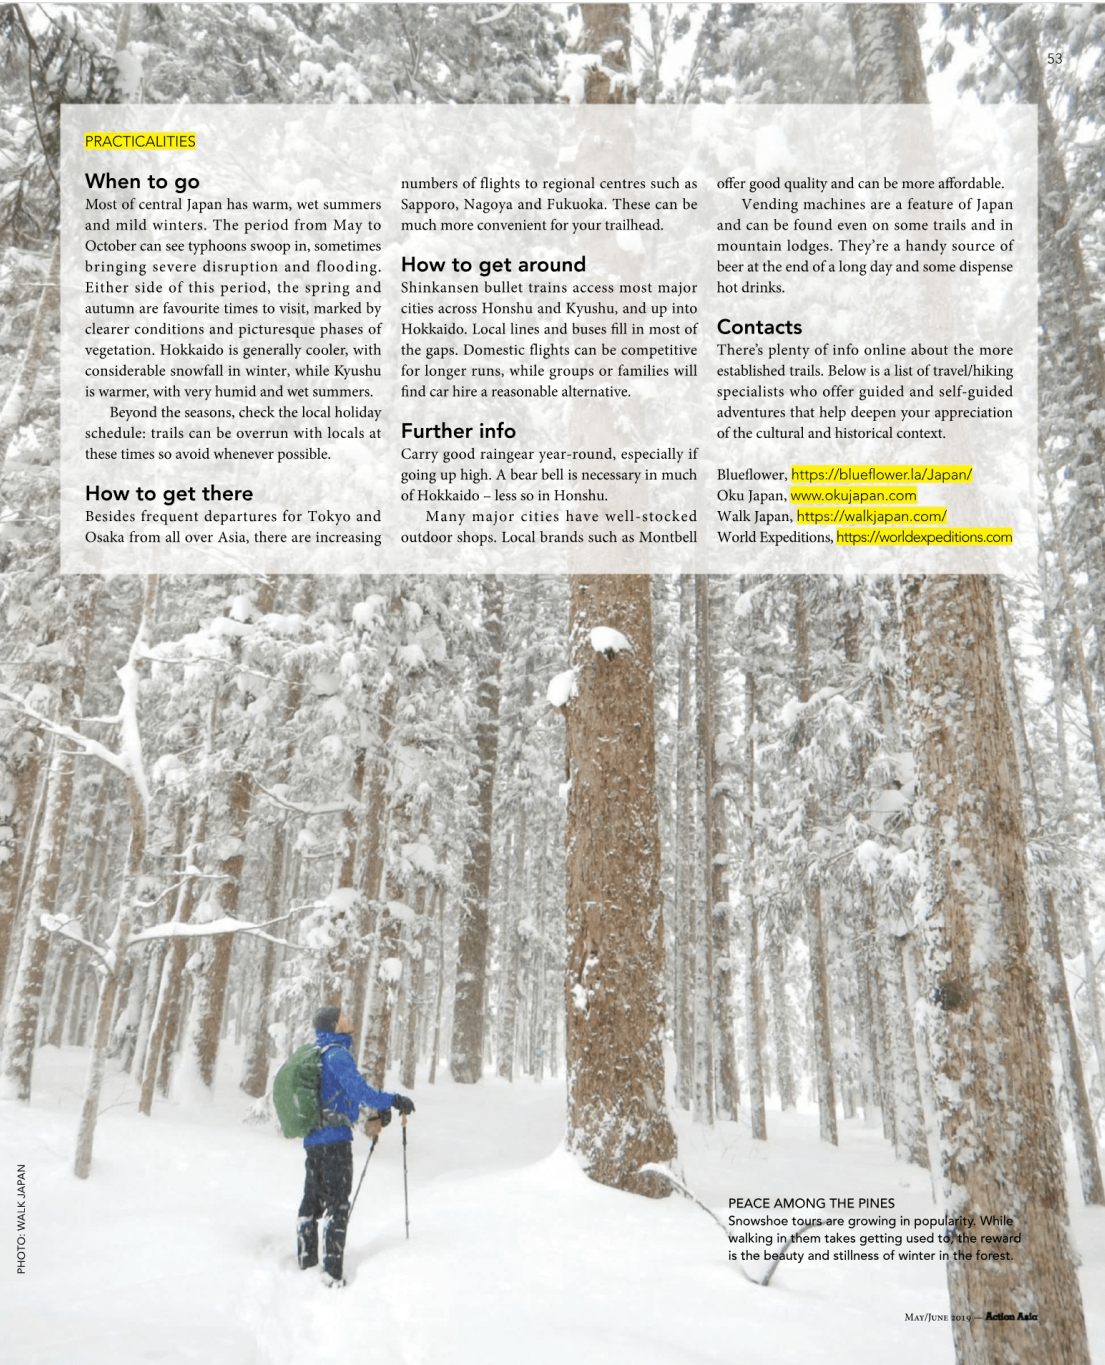 53
PRACTICALITIES
When to go
Most of central Japan has warm, wet summers
and mild winters. The period from May to
October can see typhoons swoop in, sometimes
bringing severe disruption and flooding.
Either side of this period, the spring and
autumn are favourite times to visit, marked by
clearer conditions and picturesque phases of
vegetation. Hokkaido is generally cooler, with
considerable snowfall in winter, while Kyushu
is warmer, with very humid and wet summers.
Beyond the seasons, check the local holiday
schedule: trails can be overrun with locals at
these times so avoid whenever possible.
How to get there
Besides frequent departures for Tokyo and
Osaka from all over Asia, there are increasing
numbers of flights to regional centres such as
Sapporo, Nagoya and Fukuoka. These can be
much more convenient for your trailhead.
How to get around
Shinkansen bullet trains access most major
cities across Honshu and Kyushu, and up into
Hokkaido. Local lines and buses fill in most of
the gaps. Domestic flights can be competitive
for longer runs, while groups or families will
find car hire a reasonable alternative.
Further info
Carry good raingear year-round, especially if
going up high. A bear bell is necessary in much
of Hokkaido – less so in Honshu.
Many major cities have well-stocked
outdoor shops. Local brands such as Montbell
offer good quality and can be more affordable.
Vending machines are a feature of Japan
and can be found even on some trails and in
mountain lodges. They're a handy source of
beer at the end of a long day and some dispense
hot drinks.
Contacts
There's plenty of info online about the more
established trails. Below is a list of travel/hiking
specialists who offer guided and self-guided
adventures that help deepen your appreciation
of the cultural and historical context.
Blueflower, https://blueflower.la/Japan/
Oku Japan, www.okujapan.com
Walk Japan, https://walkjapan.com/
World Expeditions, https://worldexpeditions.com
PHOTO: WALK JAPAN
PEACE AMONG THE PINES
Snowshoe tours are growing in popularity. While
walking in them takes getting used to, the reward
is the beauty and stillness of winter in the forest.
MAY/JUNE 2019 — Action Asia